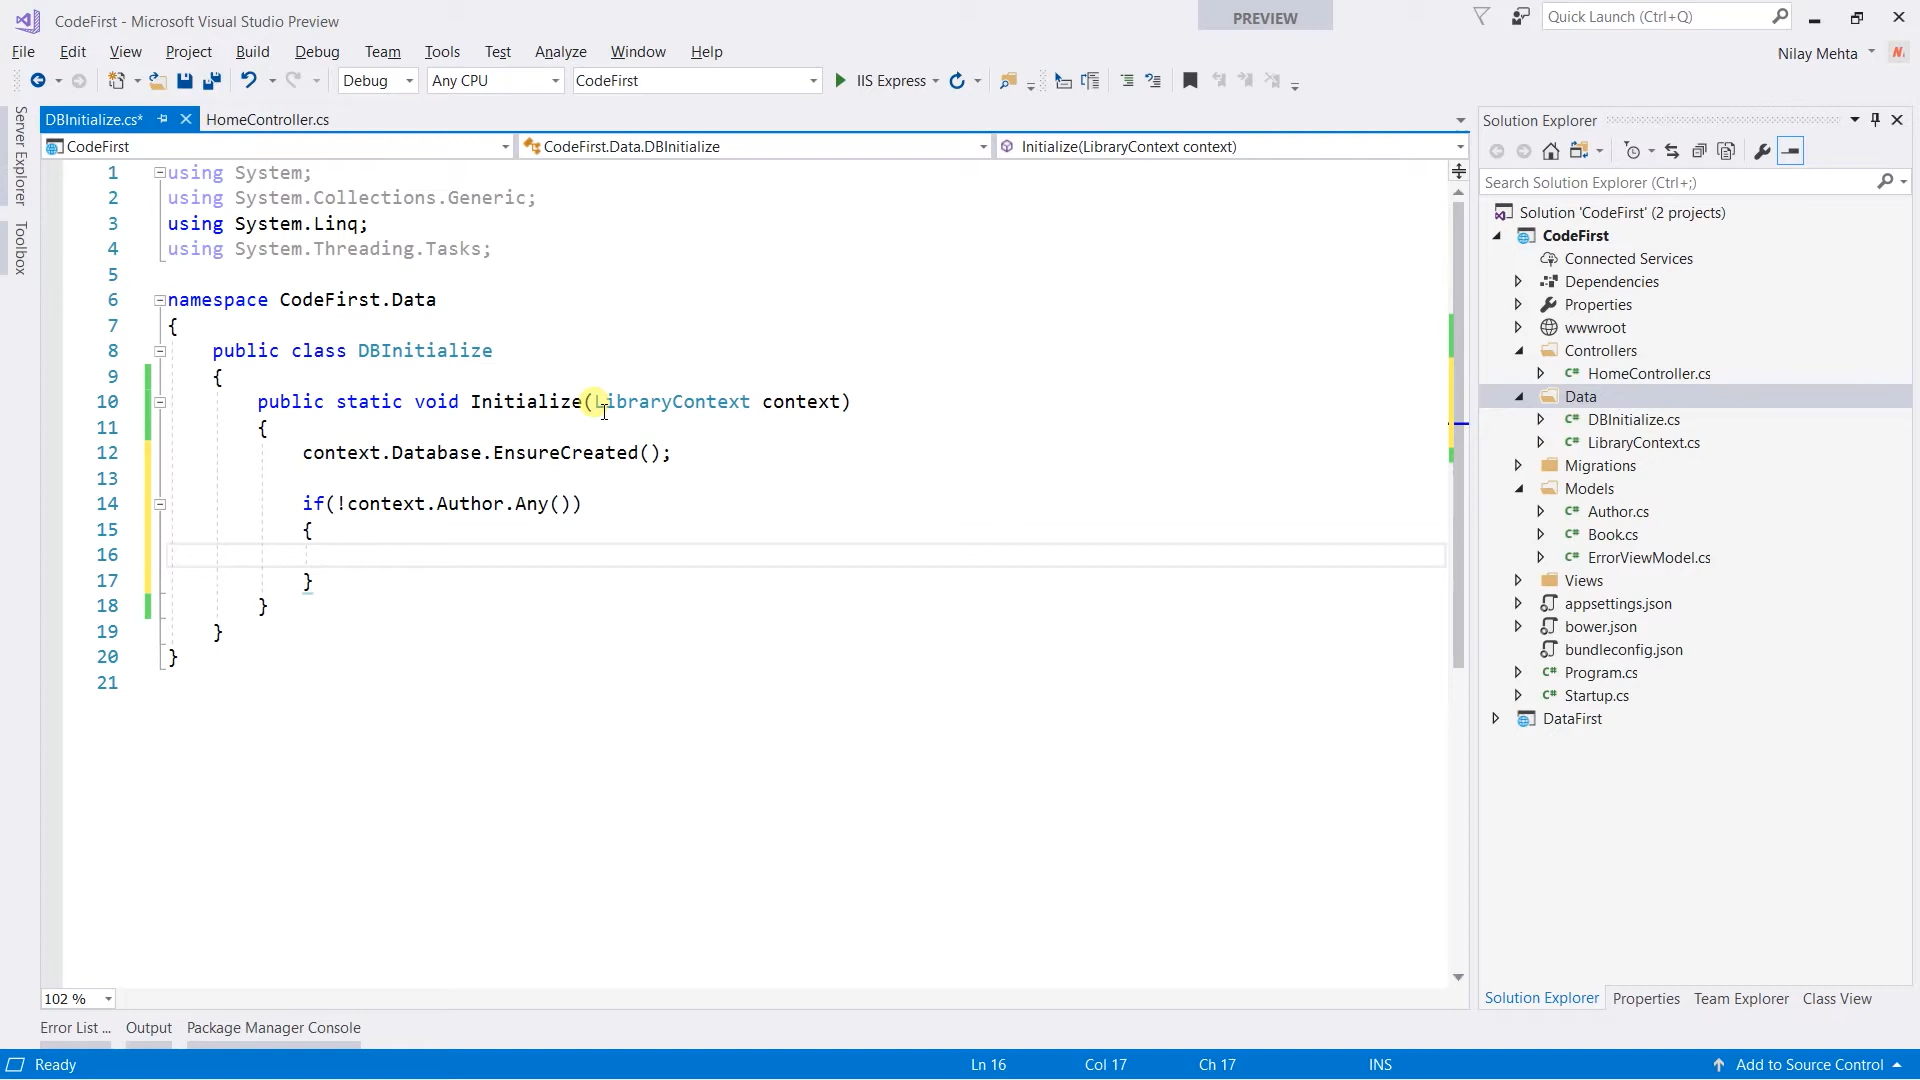 CodeFirst - Microsoft Visual Studio Preview
PREVIEW
Quick Launch (Ctrl+Q)
File Edit View Project Build Debug Team Tools Test Analyze Window Help
Nilay Mehta
Debug Any CPU CodeFirst IIS Express
Server Explorer
Toolbox
DBInitialize.cs* HomeController.cs
CodeFirst CodeFirst.Data.DBInitialize Initialize(LibraryContext context)
1 using System;
2 using System.Collections.Generic;
3 using System.Linq;
4 using System.Threading.Tasks;
5
6 namespace CodeFirst.Data
7 {
8 public class DBInitialize
9 {
10 public static void Initialize(LibraryContext context)
11 {
12 context.Database.EnsureCreated();
13
14 if(!context.Author.Any())
15 {
16
17 }
18 }
19 }
20 }
21
102 %
Solution Explorer
Search Solution Explorer (Ctrl+;)
Solution 'CodeFirst' (2 projects)
CodeFirst
Connected Services
Dependencies
Properties
wwwroot
Controllers
C# HomeController.cs
Data
C# DBInitialize.cs
C# LibraryContext.cs
Migrations
Models
C# Author.cs
C# Book.cs
C# ErrorViewModel.cs
Views
appsettings.json
bower.json
bundleconfig.json
C# Program.cs
C# Startup.cs
DataFirst
Solution Explorer Properties Team Explorer Class View
Error List ... Output Package Manager Console
Ready Ln 16 Col 17 Ch 17 INS Add to Source Control